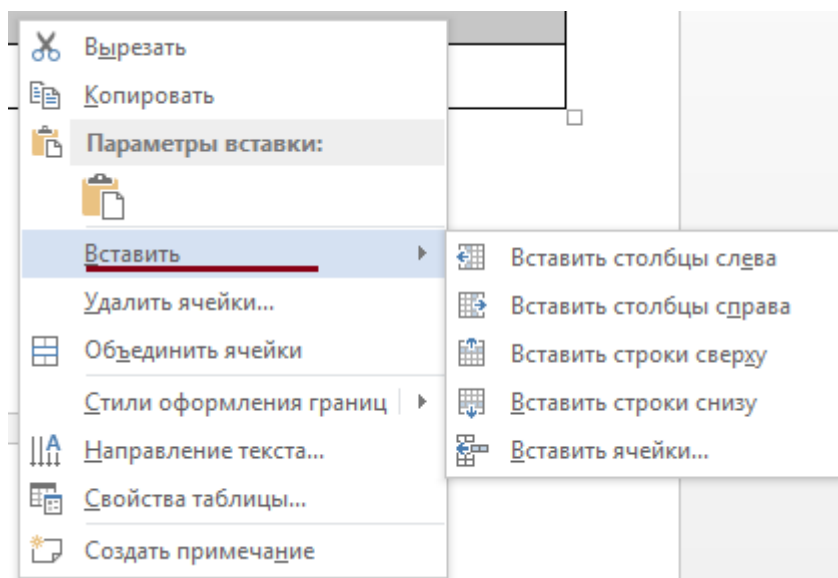 Вырезать
Копировать
Параметры вставки:
Вставить
Удалить ячейки...
Объединить ячейки
Стили оформления границ
Направление текста...
Свойства таблицы...
Создать примечание
Вставить столбцы слева
Вставить столбцы справа
Вставить строки сверху
Вставить строки снизу
Вставить ячейки...